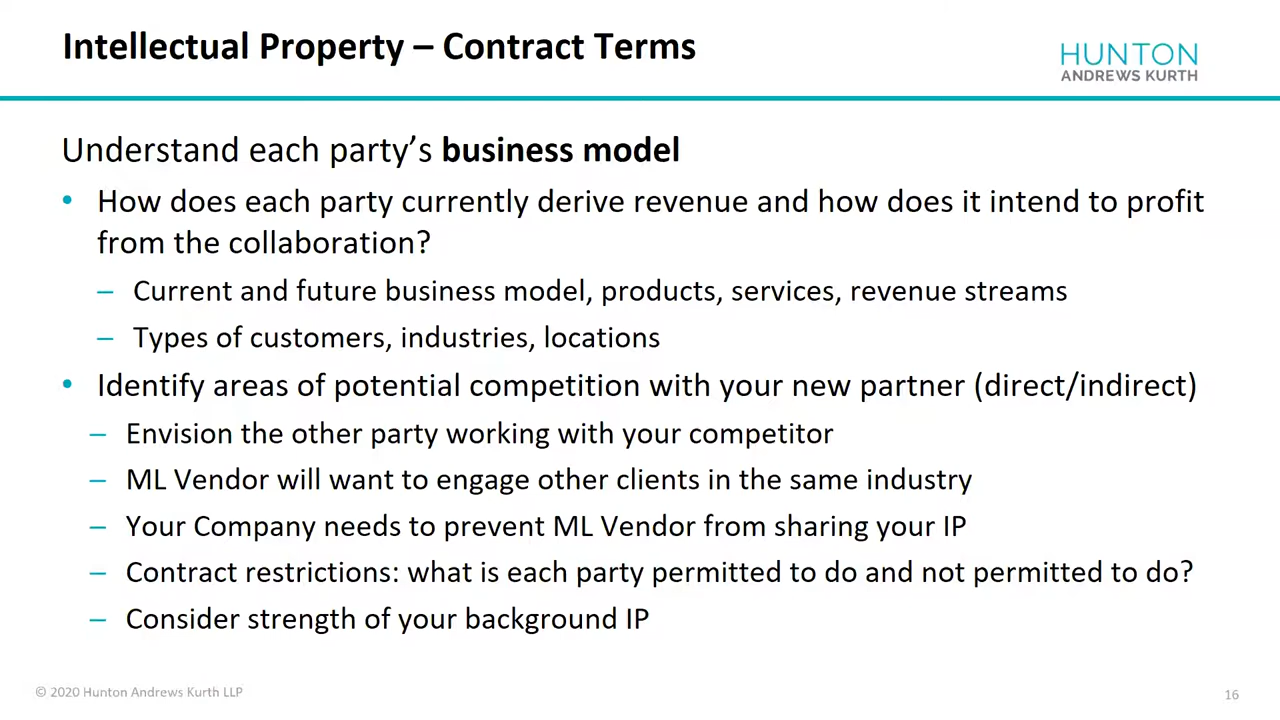 Intellectual Property – Contract Terms
HUNTON
ANDREWS KURTH
Understand each party’s business model
• How does each party currently derive revenue and how does it intend to profit
from the collaboration?
– Current and future business model, products, services, revenue streams
– Types of customers, industries, locations
• Identify areas of potential competition with your new partner (direct/indirect)
– Envision the other party working with your competitor
– ML Vendor will want to engage other clients in the same industry
– Your Company needs to prevent ML Vendor from sharing your IP
– Contract restrictions: what is each party permitted to do and not permitted to do?
– Consider strength of your background IP
© 2020 Hunton Andrews Kurth LLP
16